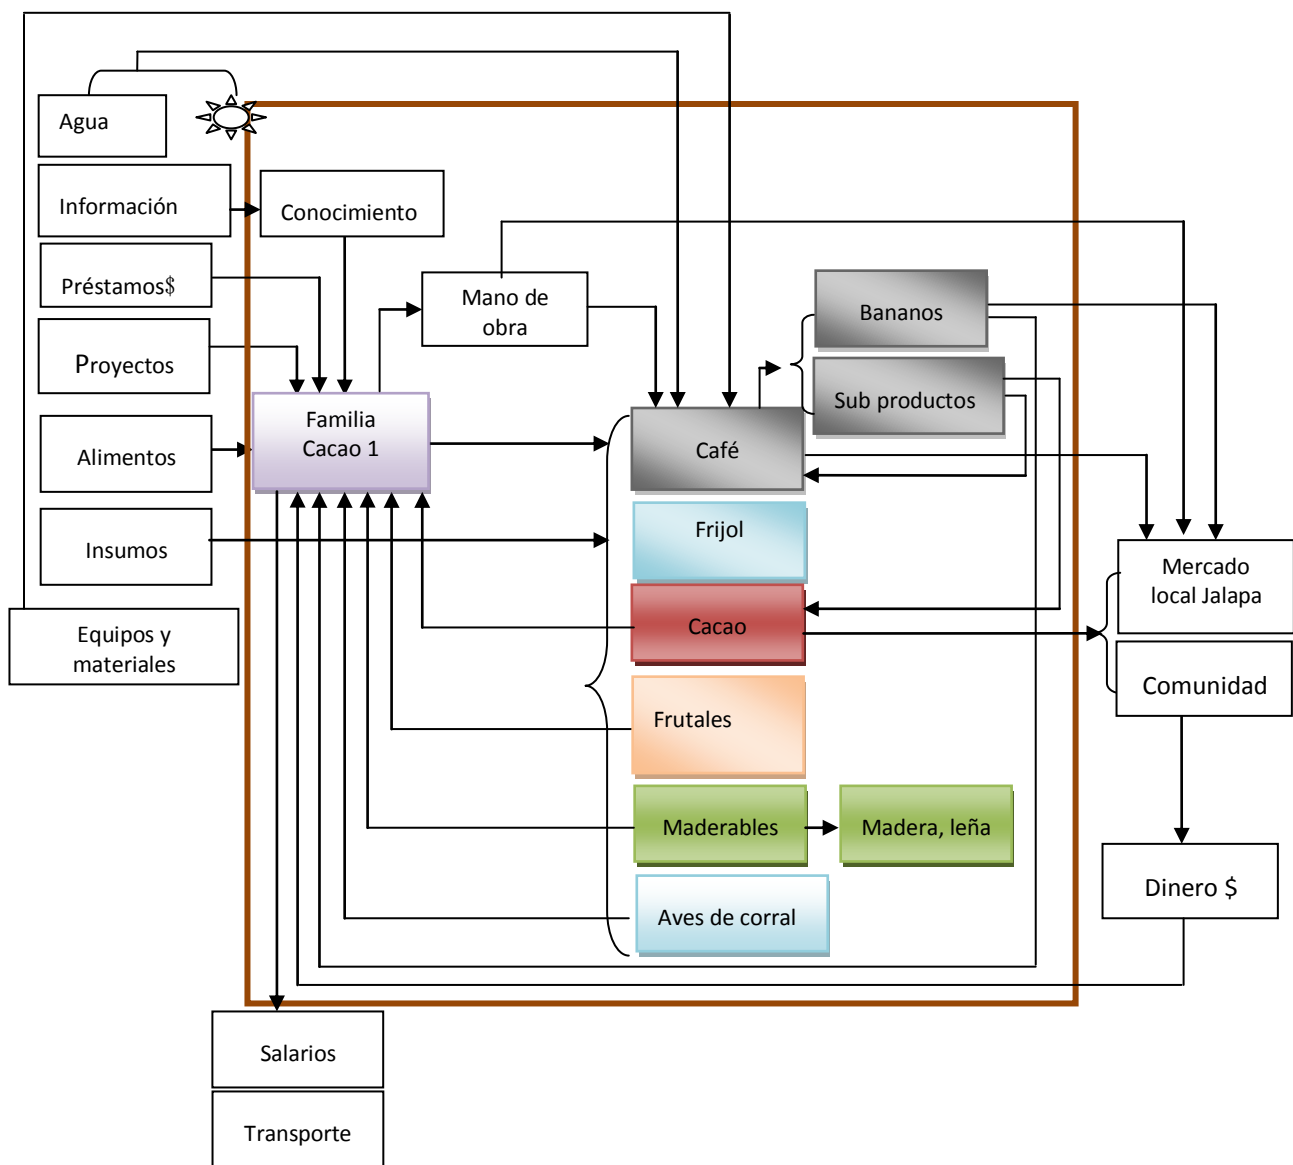 Agua
Información
Conocimiento
Préstamos$
Mano de
obra
Bananos
Proyectos
Sub productos
Familia
Cacao 1
Alimentos
Café
Insumos
Frijol
Mercado
local Jalapa
Equipos y
materiales
Cacao
Comunidad
Frutales
Maderables
Madera, leña
Dinero $
Aves de corral
Salarios
Transporte